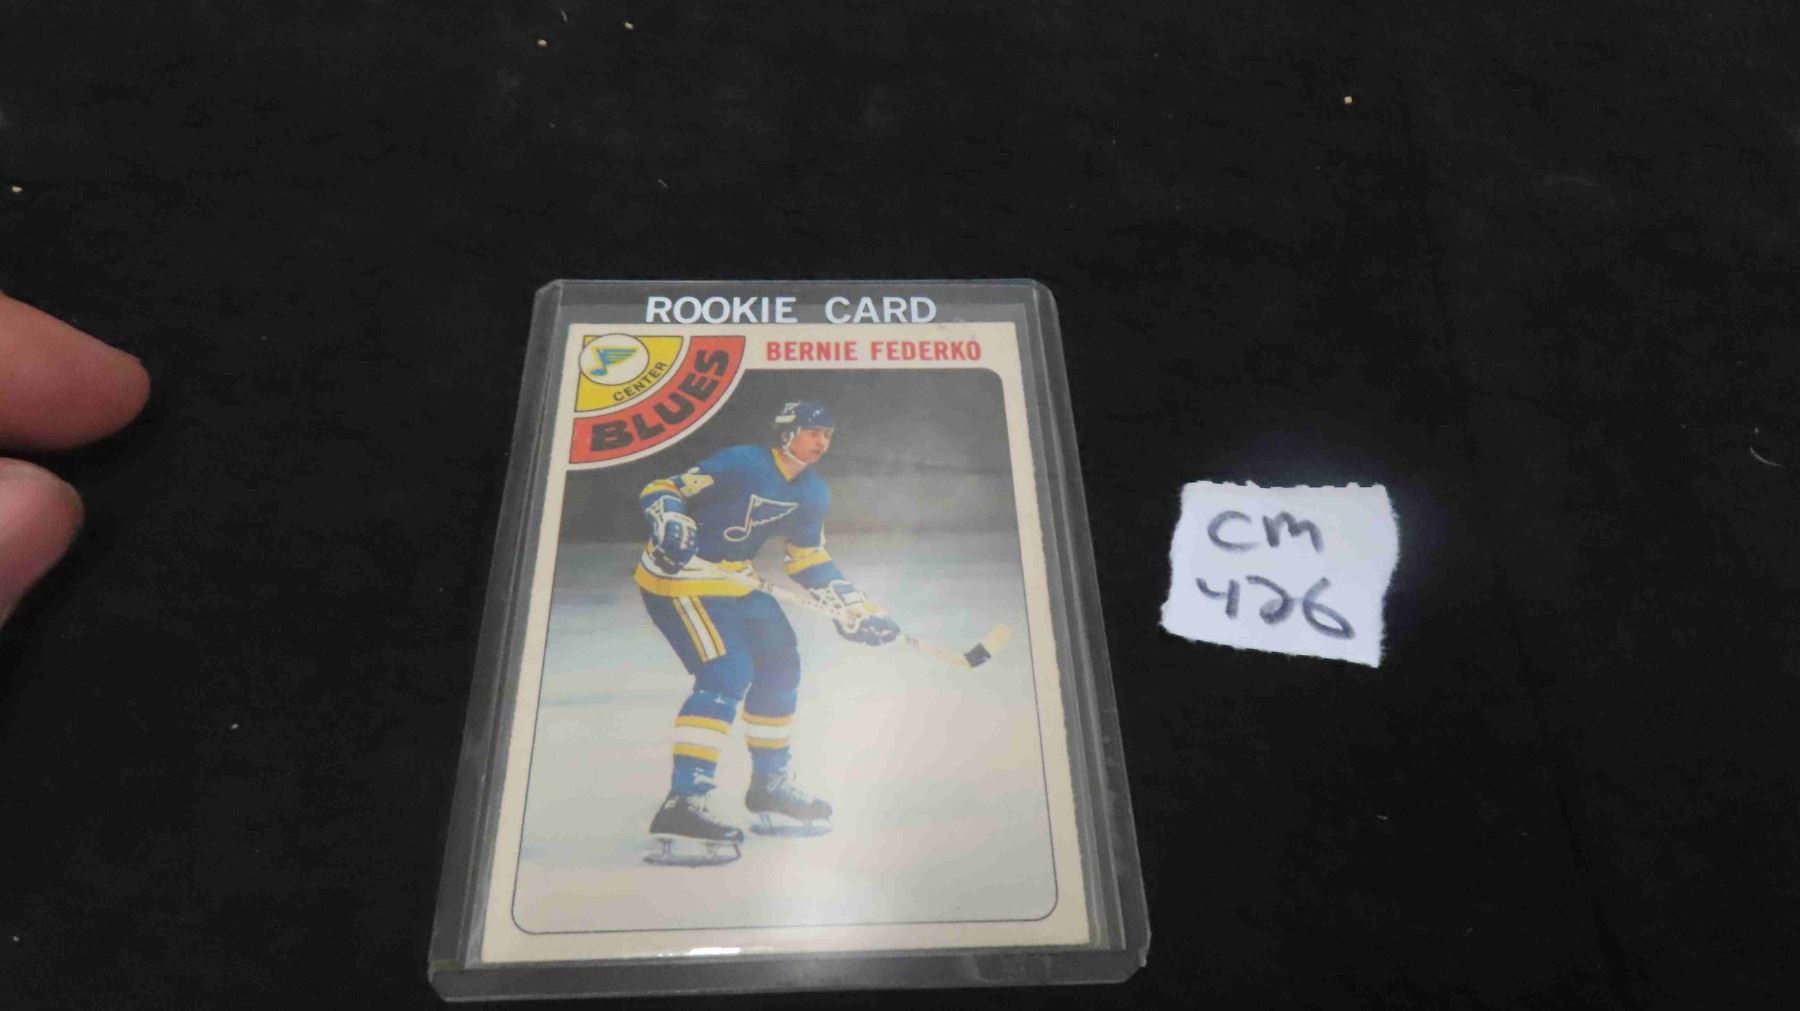 ROOKIE CARD
BERNIE FEDERKO
CENTER
BLUES
CM
426